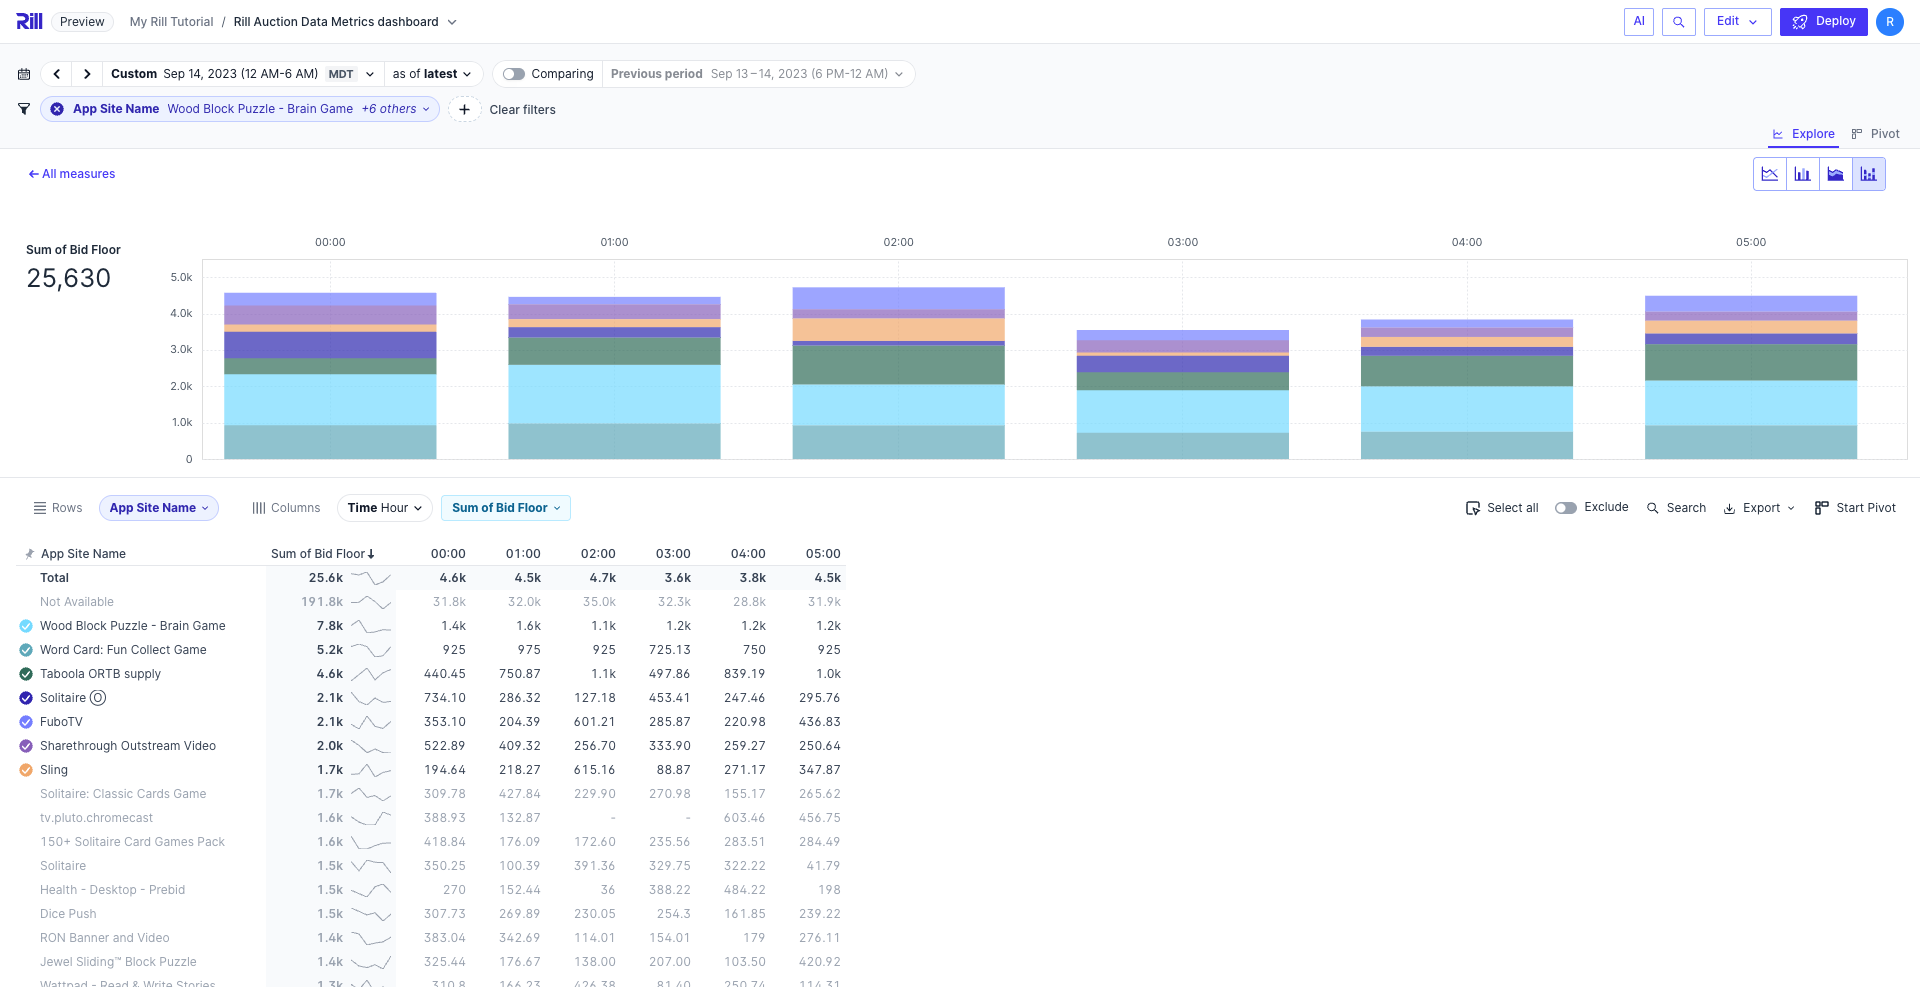 Rill Preview My Rill Tutorial / Rill Auction Data Metrics dashboard AI Edit Deploy R
Custom Sep 14, 2023 (12 AM-6 AM) MDT as of latest Comparing Previous period Sep 13–14, 2023 (6 PM-12 AM)
App Site Name Wood Block Puzzle - Brain Game +6 others Clear filters
Explore Pivot
All measures
00:00 01:00 02:00 03:00 04:00 05:00
Sum of Bid Floor
25,630
5.0k
4.0k
3.0k
2.0k
1.0k
0
Rows App Site Name Columns Time Hour Sum of Bid Floor Select all Exclude Search Export Start Pivot
App Site Name Sum of Bid Floor 00:00 01:00 02:00 03:00 04:00 05:00
Total 25.6k 4.6k 4.5k 4.7k 3.6k 3.8k 4.5k
Not Available 191.8k 31.8k 32.0k 35.0k 32.3k 28.8k 31.9k
Wood Block Puzzle - Brain Game 7.8k 1.4k 1.6k 1.1k 1.2k 1.2k 1.2k
Word Card: Fun Collect Game 5.2k 925 975 925 725.13 750 925
Taboola ORTB supply 4.6k 440.45 750.87 1.1k 497.86 839.19 1.0k
Solitaire Ⓞ 2.1k 734.10 286.32 127.18 453.41 247.46 295.76
FuboTV 2.1k 353.10 204.39 601.21 285.87 220.98 436.83
Sharethrough Outstream Video 2.0k 522.89 409.32 256.70 333.90 259.27 250.64
Sling 1.7k 194.64 218.27 615.16 88.87 271.17 347.87
Solitaire: Classic Cards Game 1.7k 309.78 427.84 229.90 270.98 155.17 265.62
tv.pluto.chromecast 1.6k 388.93 132.87 - - 603.46 456.75
150+ Solitaire Card Games Pack 1.6k 418.84 176.09 172.60 235.56 283.51 284.49
Solitaire 1.5k 350.25 100.39 391.36 329.75 322.22 41.79
Health - Desktop - Prebid 1.5k 270 152.44 36 388.22 484.22 198
Dice Push 1.5k 307.73 269.89 230.05 254.3 161.85 239.22
RON Banner and Video 1.4k 383.04 342.69 114.01 154.01 179 276.11
Jewel Sliding™ Block Puzzle 1.4k 325.44 176.67 138.00 207.00 103.50 420.92
Wattpad - Read & Write Stories 1.3k 310.8 166.23 426.38 81.40 250.74 114.31